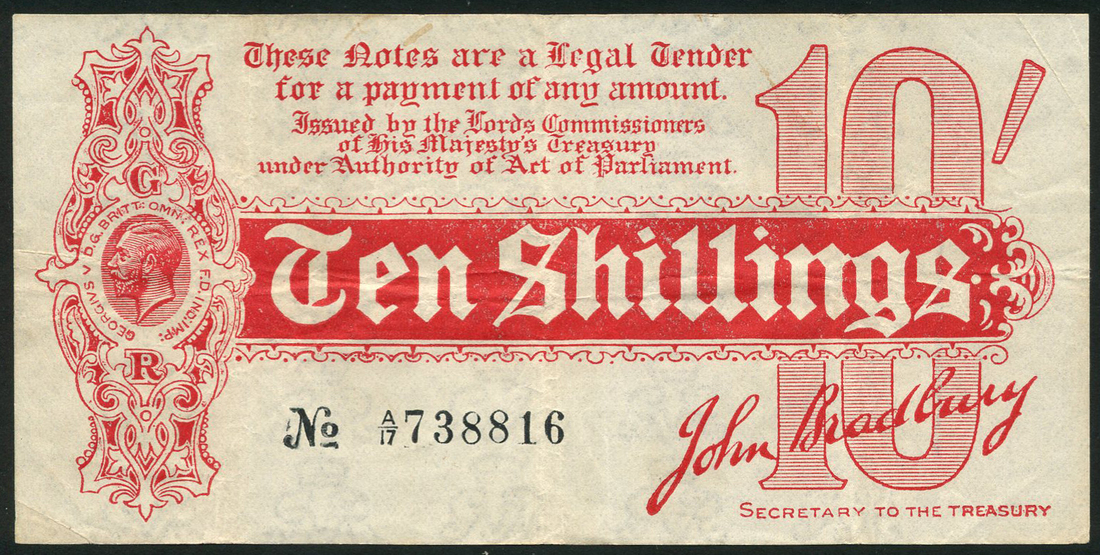 These Notes are a Legal Tender
for a payment of any amount.
Issued by the Lords Commissioners
of His Majesty's Treasury
under Authority of Act of Parliament.
10/
G
GEORGIVS V D.G. BRITT: OMN: REX F.D. IND: IMP:
R
Ten Shillings
10
No A/17 738816
John Bradbury
SECRETARY TO THE TREASURY